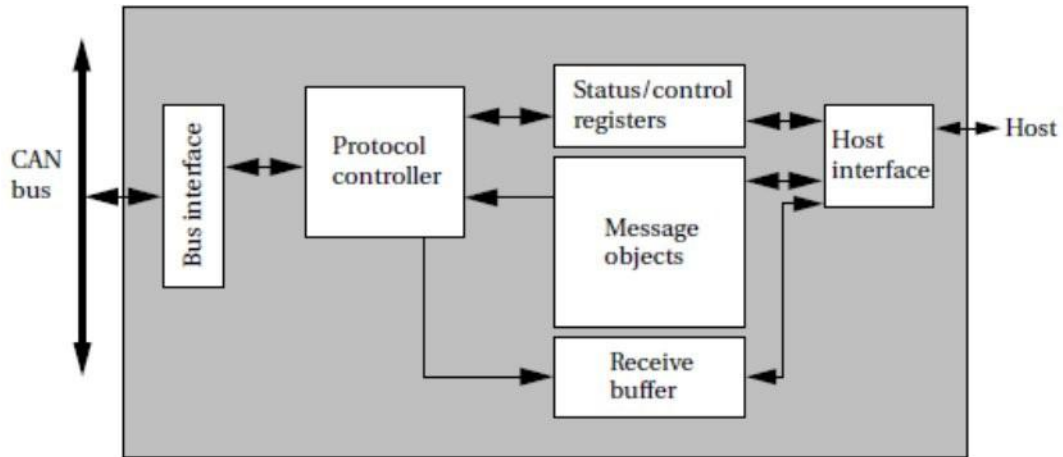 CAN
bus
Bus interface
Protocol
controller
Status/control
registers
Message
objects
Receive
buffer
Host
interface
Host